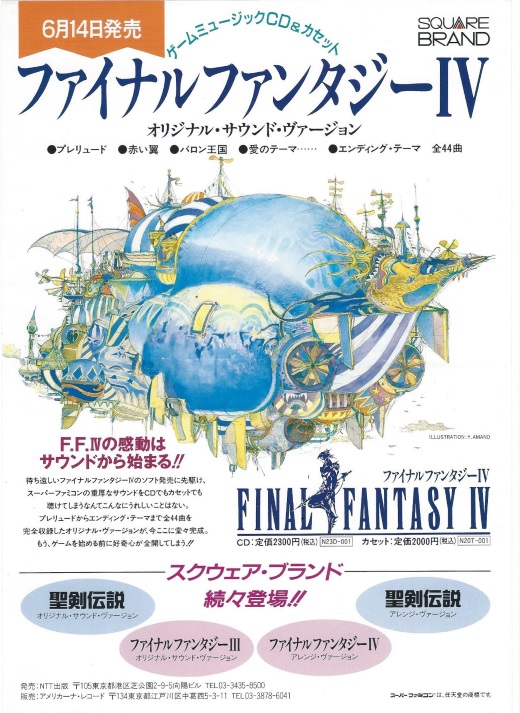 6月14日発売
ゲームミュージックCD&カセット
SQUARE
BRAND
ファイナルファンタジーIV
オリジナル・サウンド・ヴァージョン
●プレリュード ●赤い翼 ●バロン王国 ●愛のテーマ…… ●エンディング・テーマ 全44曲
ILLUSTRATION: Y. AMANO
F.F.Ⅳの感動は
サウンドから始まる!!
待ち遠しいファイナルファンタジーⅣのソフト発売に先駆け、
スーパーファミコンの重厚なサウンドをCDでもカセットでも
聴けてしまうなんてこんなにうれしいことはない。
プレリュードからエンディング・テーマまで全44曲を
完全収録したオリジナル・ヴァージョンが、今ここに堂々完成。
もう、ゲームを始める前に好奇心が全開してしまう。!!
ファイナルファンタジーIV
FINAL FANTASY IV
CD:定価2300円(税込) N23D-001 カセット:定価2000円(税込) N20T-001
スクウェア・ブランド
続々登場!!
聖剣伝説
オリジナル・サウンド・ヴァージョン
聖剣伝説
アレンジ・ヴァージョン
ファイナルファンタジーIII
オリジナル・サウンド・ヴァージョン
ファイナルファンタジーIV
アレンジ・ヴァージョン
発売:NTT出版 〒105東京都港区芝公園2-9-5向陽ビル TEL03-3435-8500
販売:アメリカーナ・レコード 〒134東京都江戸川区中葛西5-3-11 TEL03-3878-6041
スーパーファミコンは、任天堂の商標です。